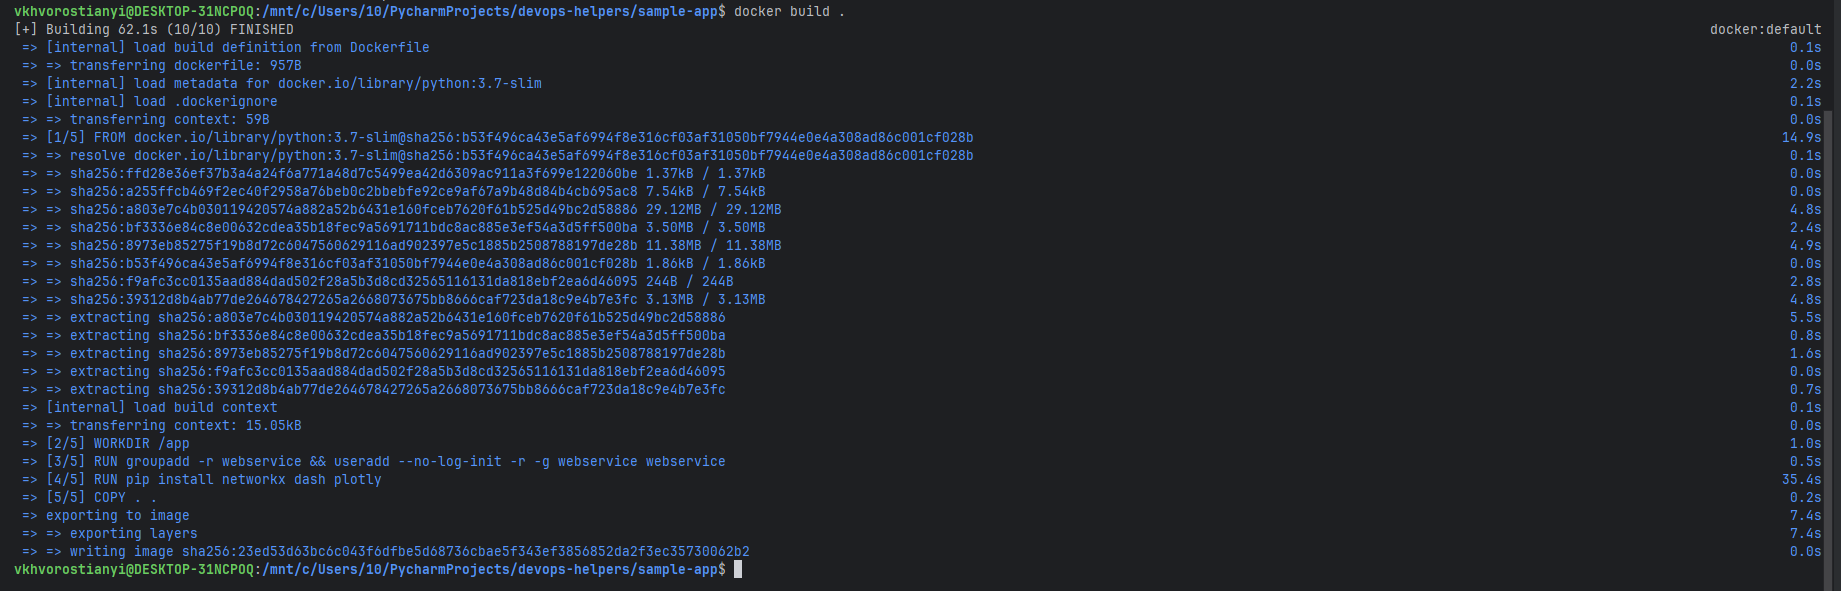 vkhvorostianyi@DESKTOP-31NCPOQ:/mnt/c/Users/10/PycharmProjects/devops-helpers/sample-app$ docker build .
[+] Building 62.1s (10/10) FINISHED docker:default
=> [internal] load build definition from Dockerfile 0.1s
=> => transferring dockerfile: 957B 0.0s
=> [internal] load metadata for docker.io/library/python:3.7-slim 2.2s
=> [internal] load .dockerignore 0.1s
=> => transferring context: 59B 0.0s
=> [1/5] FROM docker.io/library/python:3.7-slim@sha256:b53f496ca43e5af6994f8e316cf03af31050bf7944e0e4a308ad86c001cf028b 14.9s
=> => resolve docker.io/library/python:3.7-slim@sha256:b53f496ca43e5af6994f8e316cf03af31050bf7944e0e4a308ad86c001cf028b 0.1s
=> => sha256:ffd28e36ef37b3a4a24f6a771a48d7c5499ea42d6309ac911a3f699e122060be 1.37kB / 1.37kB 0.0s
=> => sha256:a255ffcb469f2ec40f2958a76beb0c2bbebfe92ce9af67a9b48d84b4cb695ac8 7.54kB / 7.54kB 0.0s
=> => sha256:a803e7c4b030119420574a882a52b6431e160fceb7620f61b525d49bc2d58886 29.12MB / 29.12MB 4.8s
=> => sha256:bf3336e84c8e00632cdea35b18fec9a5691711bdc8ac885e3ef54a3d5ff500ba 3.50MB / 3.50MB 2.4s
=> => sha256:8973eb85275f19b8d72c6047560629116ad902397e5c1885b2508788197de28b 11.38MB / 11.38MB 4.9s
=> => sha256:b53f496ca43e5af6994f8e316cf03af31050bf7944e0e4a308ad86c001cf028b 1.86kB / 1.86kB 0.0s
=> => sha256:f9afc3cc0135aad884dad502f28a5b3d8cd32565116131da818ebf2ea6d46095 244B / 244B 2.8s
=> => sha256:39312d8b4ab77de264678427265a2668073675bb8666caf723da18c9e4b7e3fc 3.13MB / 3.13MB 4.8s
=> => extracting sha256:a803e7c4b030119420574a882a52b6431e160fceb7620f61b525d49bc2d58886 5.5s
=> => extracting sha256:bf3336e84c8e00632cdea35b18fec9a5691711bdc8ac885e3ef54a3d5ff500ba 0.8s
=> => extracting sha256:8973eb85275f19b8d72c6047560629116ad902397e5c1885b2508788197de28b 1.6s
=> => extracting sha256:f9afc3cc0135aad884dad502f28a5b3d8cd32565116131da818ebf2ea6d46095 0.0s
=> => extracting sha256:39312d8b4ab77de264678427265a2668073675bb8666caf723da18c9e4b7e3fc 0.7s
=> [internal] load build context 0.1s
=> => transferring context: 15.05kB 0.0s
=> [2/5] WORKDIR /app 1.0s
=> [3/5] RUN groupadd -r webservice && useradd --no-log-init -r -g webservice webservice 0.5s
=> [4/5] RUN pip install networkx dash plotly 35.4s
=> [5/5] COPY . . 0.2s
=> exporting to image 7.4s
=> => exporting layers 7.4s
=> => writing image sha256:23ed53d63bc6c043f6dfbe5d68736cbae5f343ef3856852da2f3ec35730062b2 0.0s
vkhvorostianyi@DESKTOP-31NCPOQ:/mnt/c/Users/10/PycharmProjects/devops-helpers/sample-app$